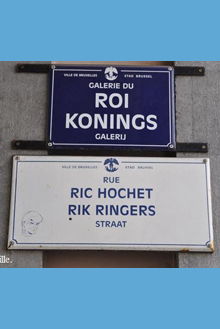 VILLE DE BRUXELLES STAD BRUSSEL
GALERIE DU
ROI
KONINGS
GALERIJ
VILLE DE BRUXELLES STAD BRUSSEL
RUE
RIC HOCHET
RIK RINGERS
STRAAT
ille.